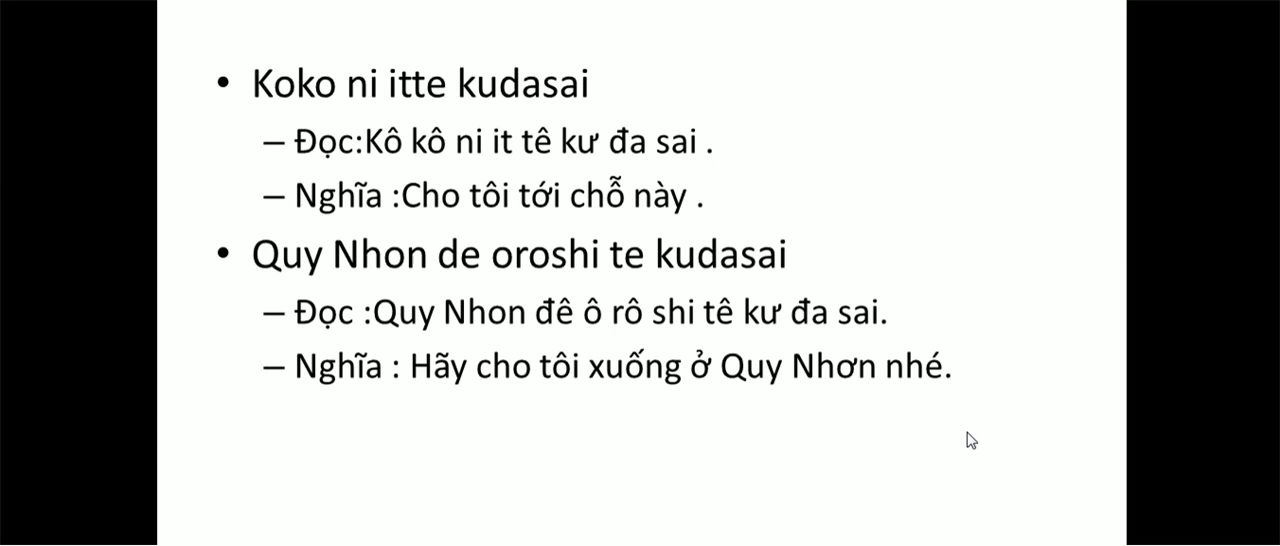 • Koko ni itte kudasai
– Đọc:Kô kô ni it tê kư đa sai .
– Nghĩa :Cho tôi tới chỗ này .
• Quy Nhon de oroshi te kudasai
– Đọc :Quy Nhon đê ô rô shi tê kư đa sai.
– Nghĩa : Hãy cho tôi xuống ở Quy Nhơn nhé.